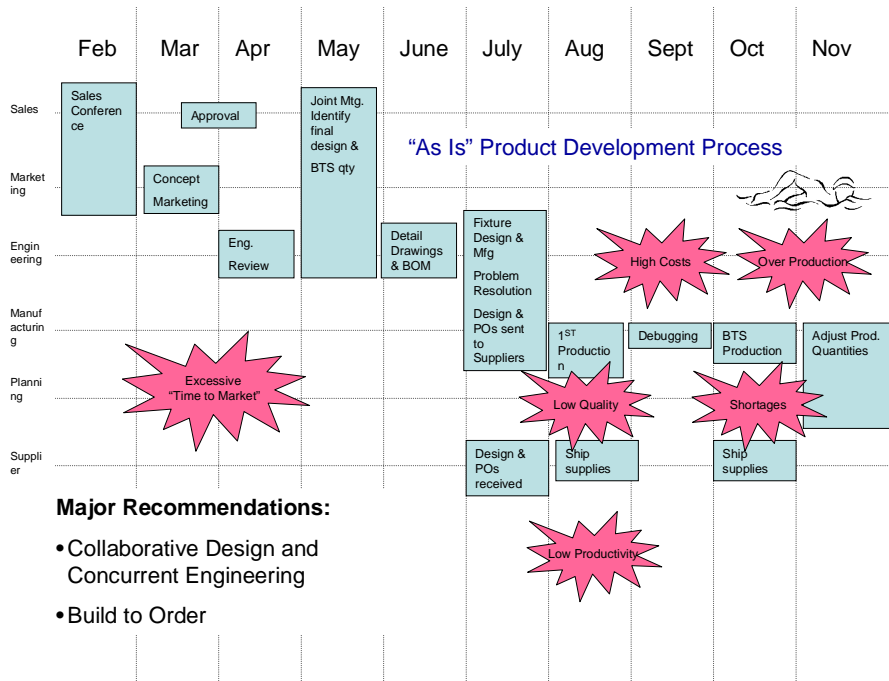 Feb
Mar
Apr
May
June
July
Aug
Sept
Oct
Nov
Sales
Sales
Conferen
ce
Approval
Joint Mtg.
Identify
final
design &
BTS qty
“As Is” Product Development Process
Market
ing
Concept
Marketing
Engin
eering
Eng.
Review
Detail
Drawings
& BOM
Fixture
Design &
Mfg
Problem
Resolution
Design &
POs sent
to
Suppliers
High Costs
Over Production
Manuf
acturin
g
1ST
Productio
n
Debugging
BTS
Production
Adjust Prod.
Quantities
Planni
ng
Excessive
“Time to Market”
Low Quality
Shortages
Suppli
er
Design &
POs
received
Ship
supplies
Ship
supplies
Low Productivity
Major Recommendations:
•Collaborative Design and
Concurrent Engineering
•Build to Order